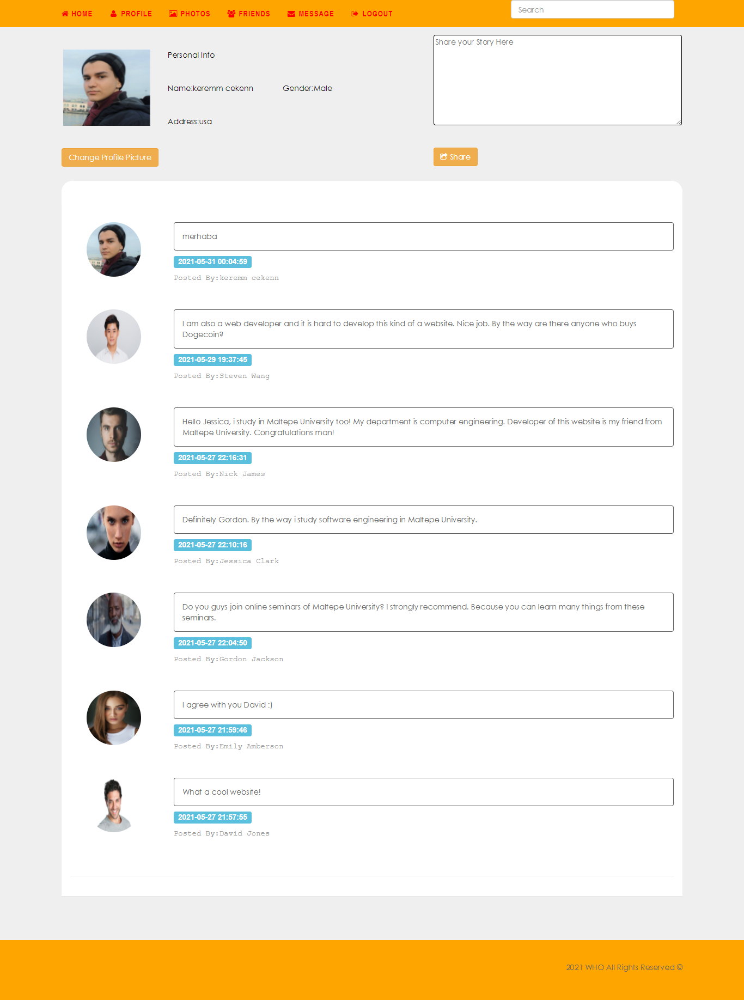 HOME PROFILE PHOTOS FRIENDS MESSAGE LOGOUT Search
Share your Story Here
Personal Info
Name:keremm cekenn Gender:Male
Address:usa
Change Profile Picture
Share
merhaba
2021-05-31 00:04:59
Posted By:keremm cekenn
I am also a web developer and it is hard to develop this kind of a website. Nice job. By the way are there anyone who buys
Dogecoin?
2021-05-29 19:37:45
Posted By:Steven Wang
Hello Jessica, i study in Maltepe University too! My department is computer engineering. Developer of this website is my friend from
Maltepe University. Congratulations man!
2021-05-27 22:16:31
Posted By:Nick James
Definitely Gordon. By the way i study software engineering in Maltepe University.
2021-05-27 22:10:16
Posted By:Jessica Clark
Do you guys join online seminars of Maltepe University? I strongly recommend. Because you can learn many things from these
seminars.
2021-05-27 22:04:50
Posted By:Gordon Jackson
I agree with you David :)
2021-05-27 21:59:46
Posted By:Emily Amberson
What a cool website!
2021-05-27 21:57:55
Posted By:David Jones
2021 WHO All Rights Reserved ©